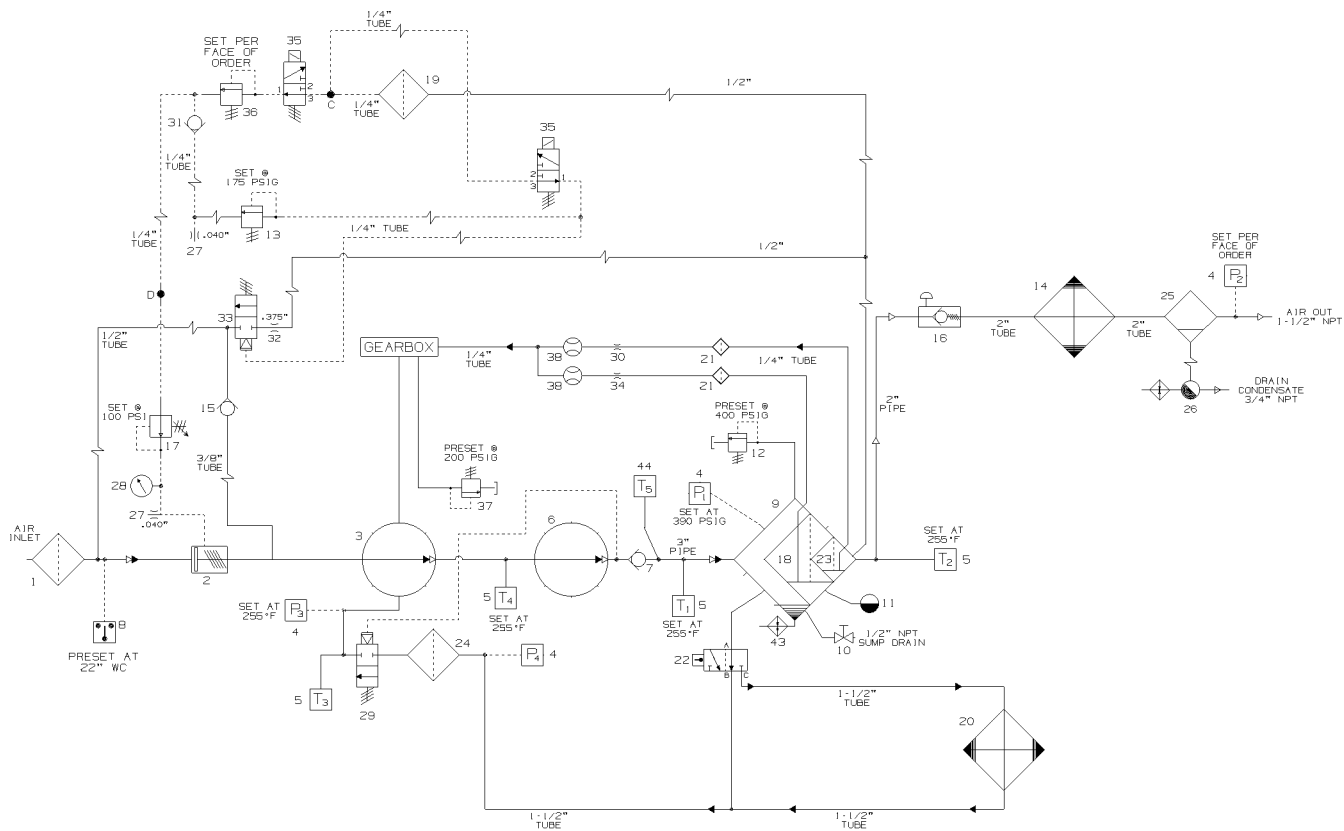 1/4"
TUBE
SET PER
FACE OF
ORDER
35
1
2
3
36
C
1/4"
TUBE
19
1/2"
31
1/4"
TUBE
35
2
3
1
SET @
175 PSIG
1/4"
TUBE
27
(.040"
13
1/4" TUBE
1/2"
D
33
.375"
32
1/2"
TUBE
SET PER
FACE OF
ORDER
4
P2
14
25
AIR OUT
1-1/2" NPT
16
2"
TUBE
2"
TUBE
GEARBOX
1/4"
TUBE
38
30
21
1/4" TUBE
38
34
21
26
DRAIN
CONDENSATE
3/4" NPT
2"
PIPE
SET @
100 PSI
17
15
3/8"
TUBE
PRESET @
400 PSIG
12
PRESET @
200 PSIG
37
44
T5
4
P1
SET AT
390 PSIG
28
27
.040"
AIR
INLET
1
2
3
6
7
3"
PIPE
9
18
23
SET AT
255°F
T2
5
8
PRESET AT
22" WC
SET AT
255°F
P3
4
5
T4
SET AT
255°F
5
T1
SET AT
255°F
11
43
10
1/2" NPT
SUMP DRAIN
5
T3
29
24
P4
4
22
A
B
C
1-1/2"
TUBE
20
1-1/2"
TUBE
1-1/2"
TUBE